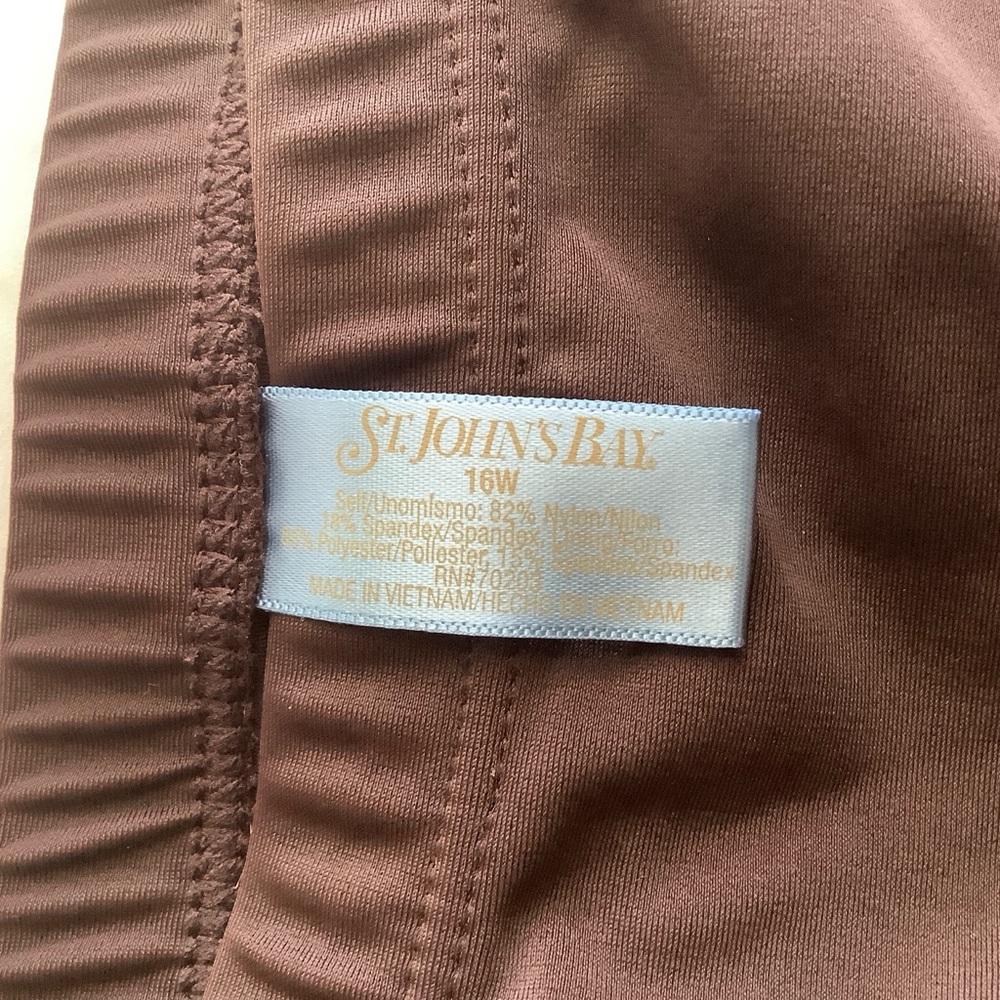 ST. JOHN'S BAY.
16W
Self/Unomismo: 82% Nylon/Nilon
18% Spandex/Spandex Lining/Forro:
85% Polyester/Poliester, 15% Spandex/Spandex
RN#70203
MADE IN VIETNAM/HECHO EN VIETNAM